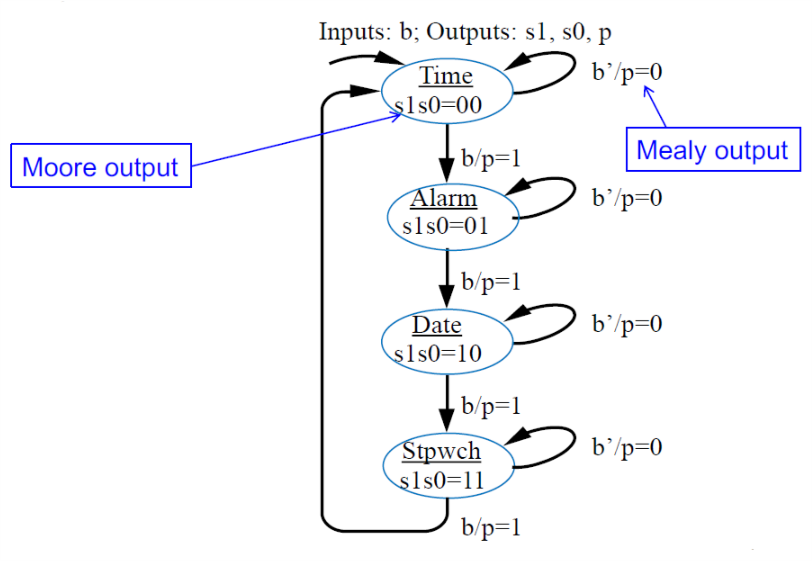 Inputs: b; Outputs: s1, s0, p
Time
s1s0=00
b’/p=0
Moore output
Mealy output
b/p=1
Alarm
s1s0=01
b’/p=0
b/p=1
Date
s1s0=10
b’/p=0
b/p=1
Stpwch
s1s0=11
b’/p=0
b/p=1